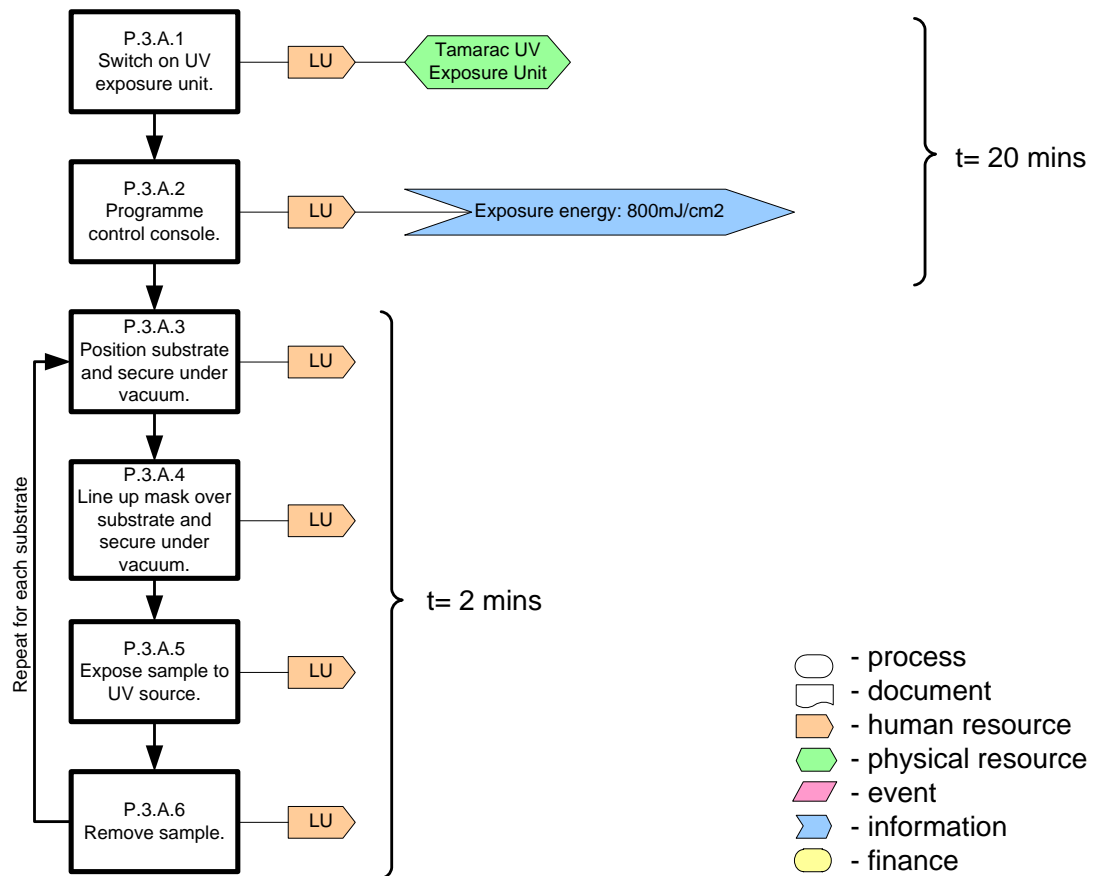 P.3.A.1
Switch on UV
exposure unit.
LU
Tamarac UV
Exposure Unit
t= 20 mins
P.3.A.2
Programme
control console.
LU
Exposure energy: 800mJ/cm2
P.3.A.3
Position substrate
and secure under
vacuum.
LU
P.3.A.4
Line up mask over
substrate and
secure under
vacuum.
LU
t= 2 mins
Repeat for each substrate
P.3.A.5
Expose sample to
UV source.
LU
P.3.A.6
Remove sample.
LU
- process
- document
- human resource
- physical resource
- event
- information
- finance